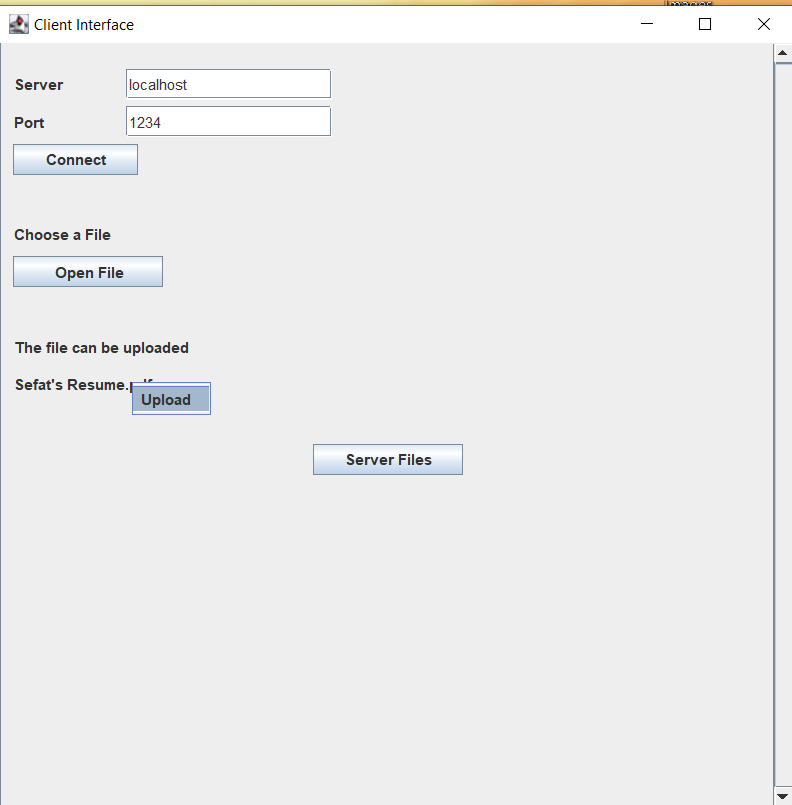 Client Interface
Server localhost
Port 1234
Connect
Choose a File
Open File
The file can be uploaded
Sefat's Resume.pdf
Upload
Server Files